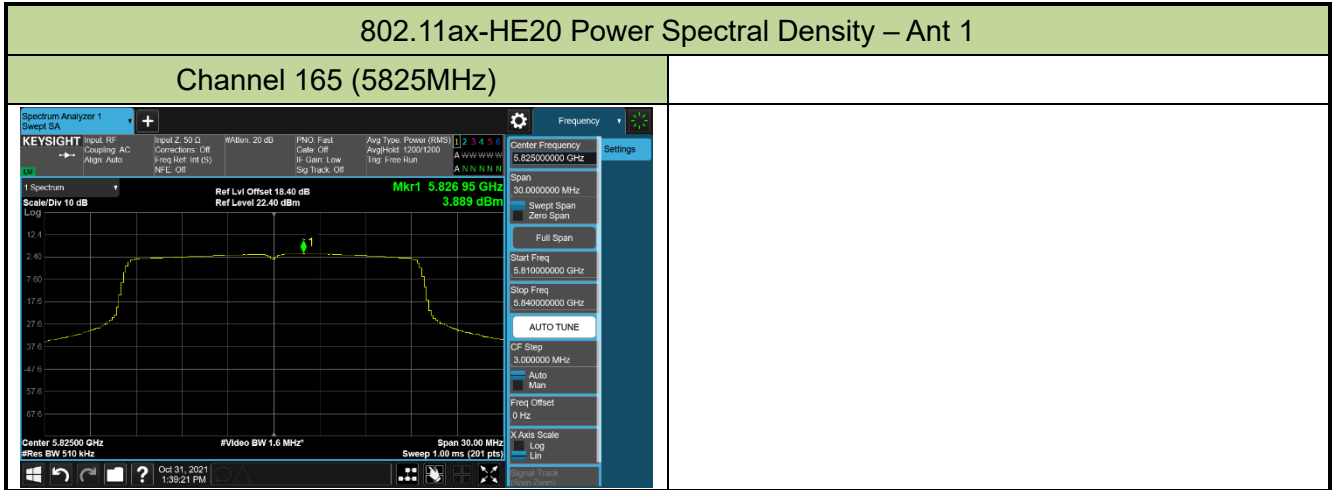 802.11ax-HE20 Power Spectral Density – Ant 1
Channel 165 (5825MHz)
Spectrum Analyzer 1
Swept SA
+
Frequency
KEYSIGHT
Input: RF
Coupling: AC
Align: Auto
Input Z: 50 Ω
Corrections: Off
Freq Ref: Int (S)
NFE: Off
#Atten: 20 dB
PNO: Fast
Gate: Off
IF Gain: Low
Sig Track: Off
Avg Type: Power (RMS)
Avg|Hold: 1200/1200
Trig: Free Run
1 2 3 4 5 6
A W W W W W
A N N N N N
Center Frequency
5.825000000 GHz
Settings
1 Spectrum
Scale/Div 10 dB
Log
Ref Lvl Offset 18.40 dB
Ref Level 22.40 dBm
Mkr1 5.826 95 GHz
3.889 dBm
Span
30.0000000 MHz
Swept Span
Zero Span
Full Span
Start Freq
5.810000000 GHz
Stop Freq
5.840000000 GHz
AUTO TUNE
CF Step
3.000000 MHz
Auto
Man
Freq Offset
0 Hz
X Axis Scale
Log
Lin
Signal Track
(Span Zoom)
12.4
2.40
-7.60
-17.6
-27.6
-37.6
-47.6
-57.6
-67.6
1
Center 5.82500 GHz
#Res BW 510 kHz
#Video BW 1.6 MHz*
Span 30.00 MHz
Sweep 1.00 ms (201 pts)
?
Oct 31, 2021
1:39:21 PM